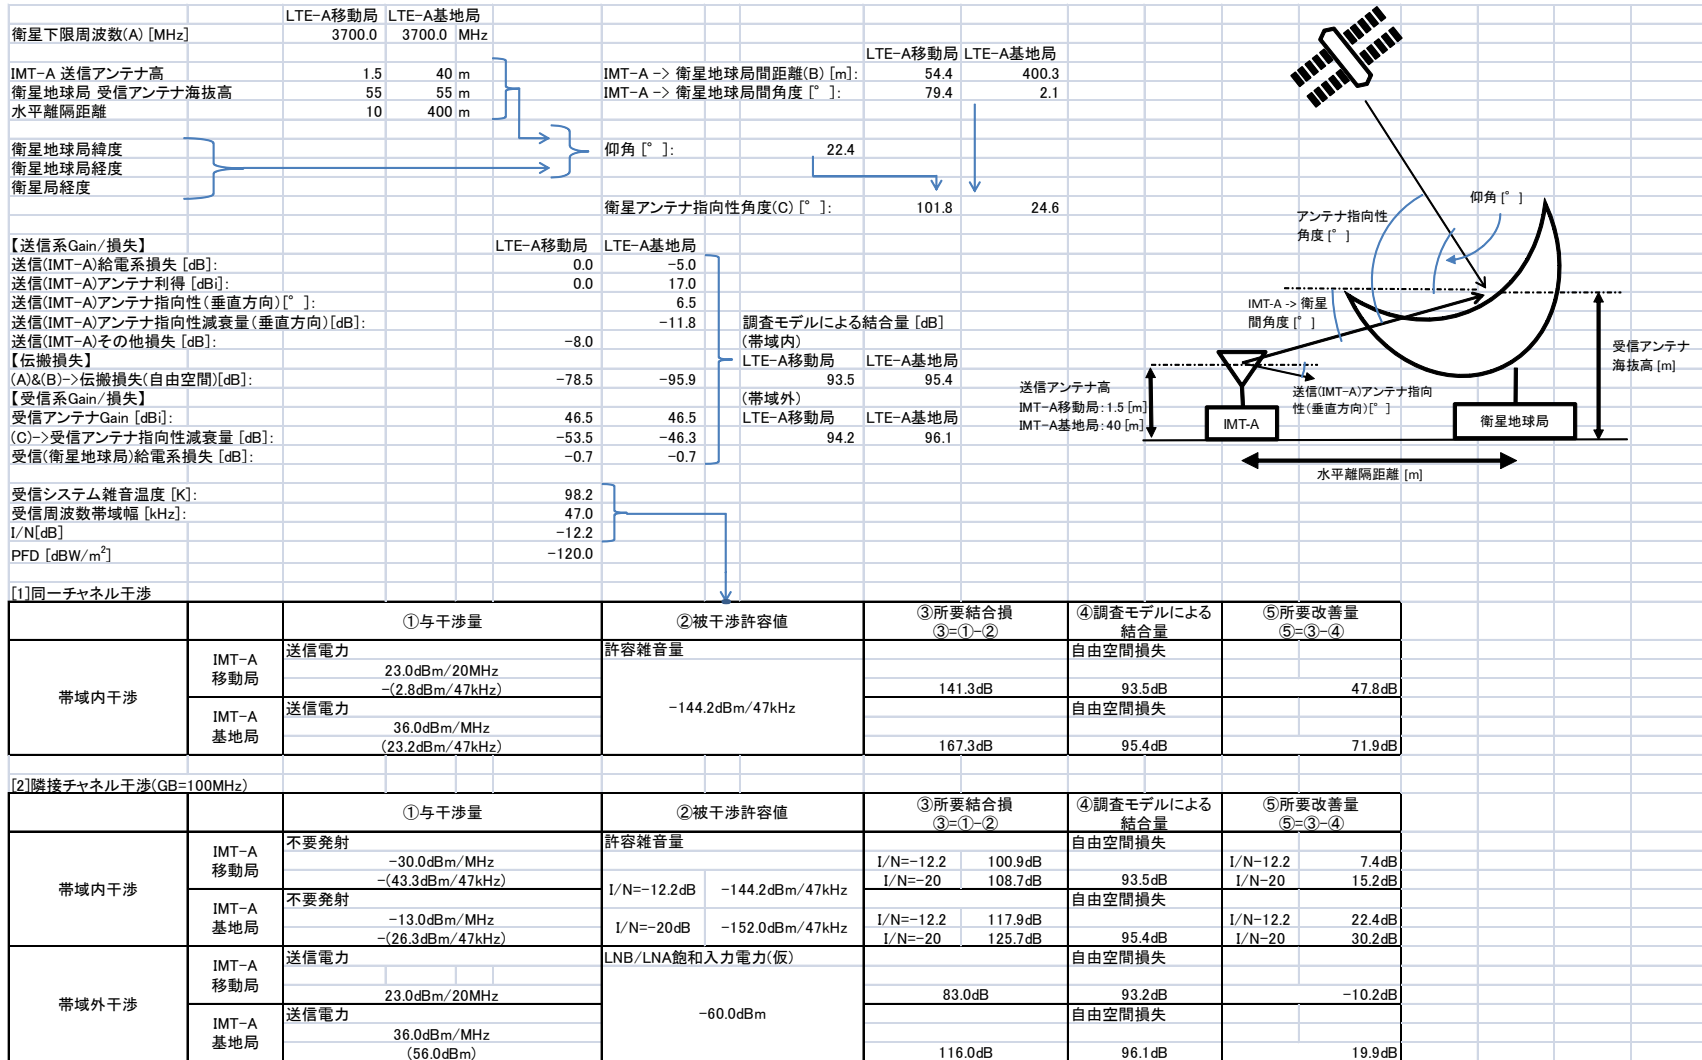 LTE-A移動局 LTE-A基地局
衛星下限周波数(A) [MHz] 3700.0 3700.0 MHz
LTE-A移動局 LTE-A基地局
IMT-A 送信アンテナ高 1.5 40 m IMT-A -> 衛星地球局間距離(B) [m]: 54.4 400.3
衛星地球局 受信アンテナ海抜高 55 55 m IMT-A -> 衛星地球局間角度 [°]: 79.4 2.1
水平離隔距離 10 400 m
衛星地球局緯度 仰角 [°]: 22.4
衛星地球局経度
衛星局経度
衛星アンテナ指向性角度(C) [°]: 101.8 24.6
【送信系Gain/損失】 LTE-A移動局 LTE-A基地局
送信(IMT-A)給電系損失 [dB]: 0.0 -5.0
送信(IMT-A)アンテナ利得 [dBi]: 0.0 17.0
送信(IMT-A)アンテナ指向性(垂直方向)[°]: 6.5
送信(IMT-A)アンテナ指向性減衰量(垂直方向)[dB]: -11.8 調査モデルによる結合量 [dB]
送信(IMT-A)その他損失 [dB]: -8.0 (帯域内)
【伝搬損失】 LTE-A移動局 LTE-A基地局
(A)&(B)->伝搬損失(自由空間)[dB]: -78.5 -95.9 93.5 95.4
【受信系Gain/損失】 (帯域外)
受信アンテナGain [dBi]: 46.5 46.5 LTE-A移動局 LTE-A基地局
(C)->受信アンテナ指向性減衰量 [dB]: -53.5 -46.3 94.2 96.1
受信(衛星地球局)給電系損失 [dB]: -0.7 -0.7
受信システム雑音温度 [K]: 98.2
受信周波数帯域幅 [kHz]: 47.0
I/N[dB] -12.2
PFD [dBW/m²] -120.0
仰角 [°]
アンテナ指向性
角度 [°]
IMT-A -> 衛星
間角度 [°]
受信アンテナ
海抜高 [m]
送信アンテナ高
IMT-A移動局:1.5 [m]
IMT-A基地局:40 [m]
送信(IMT-A)アンテナ指向
性(垂直方向)[°]
IMT-A
衛星地球局
水平離隔距離 [m]
[1]同一チャネル干渉
①与干渉量 ②被干渉許容値 ③所要結合損 ④調査モデルによる ⑤所要改善量
③=①-② 結合量 ⑤=③-④
帯域内干渉
IMT-A
移動局
送信電力 許容雑音量 自由空間損失
23.0dBm/20MHz
-(2.8dBm/47kHz) 141.3dB 93.5dB 47.8dB
-144.2dBm/47kHz
IMT-A
基地局
送信電力 自由空間損失
36.0dBm/MHz
(23.2dBm/47kHz) 167.3dB 95.4dB 71.9dB
[2]隣接チャネル干渉(GB=100MHz)
①与干渉量 ②被干渉許容値 ③所要結合損 ④調査モデルによる ⑤所要改善量
③=①-② 結合量 ⑤=③-④
帯域内干渉
IMT-A
移動局
不要発射 許容雑音量 自由空間損失
-30.0dBm/MHz I/N=-12.2 100.9dB I/N-12.2 7.4dB
-(43.3dBm/47kHz) I/N=-20 108.7dB 93.5dB I/N-20 15.2dB
I/N=-12.2dB -144.2dBm/47kHz
IMT-A
基地局
不要発射 自由空間損失
-13.0dBm/MHz I/N=-12.2 117.9dB I/N-12.2 22.4dB
I/N=-20dB -152.0dBm/47kHz
-(26.3dBm/47kHz) I/N=-20 125.7dB 95.4dB I/N-20 30.2dB
帯域外干渉
IMT-A
移動局
送信電力 LNB/LNA飽和入力電力(仮) 自由空間損失
23.0dBm/20MHz 83.0dB 93.2dB -10.2dB
-60.0dBm
IMT-A
基地局
送信電力 自由空間損失
36.0dBm/MHz
(56.0dBm) 116.0dB 96.1dB 19.9dB